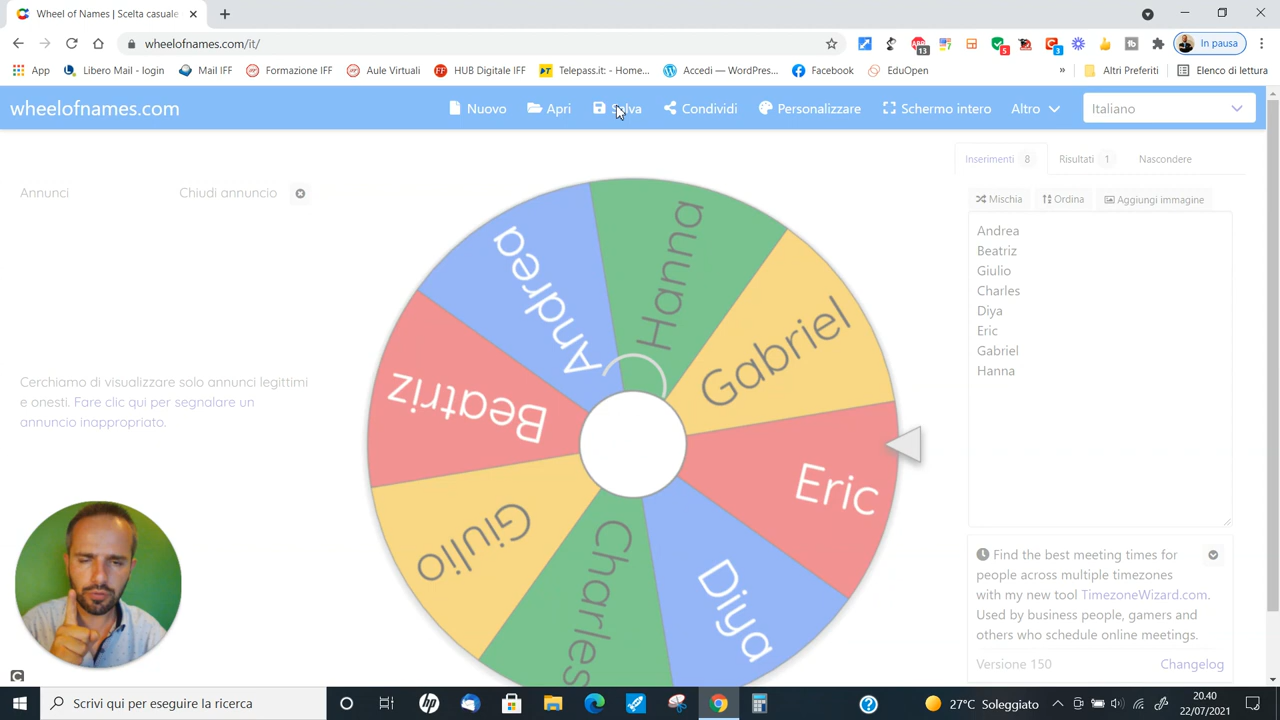 Wheel of Names | Scelta casuale
wheelofnames.com/it/
13
5
3
In pausa
App
Libero Mail - login
Mail IFF
Formazione IFF
Aule Virtuali
HUB Digitale IFF
Telepass.it: - Home...
Accedi — WordPres...
Facebook
EduOpen
»
Altri Preferiti
Elenco di lettura
wheelofnames.com
Nuovo
Apri
Salva
Condividi
Personalizzare
Schermo intero
Altro
Italiano
Annunci
Chiudi annuncio
Cerchiamo di visualizzare solo annunci legittimi
e onesti. Fare clic qui per segnalare un
annuncio inappropriato.
Hanna
Gabriel
Eric
Diya
Charles
Giulio
Beatriz
Andrea
Inserimenti 8
Risultati 1
Nascondere
Mischia
Ordina
Aggiungi immagine
Andrea
Beatriz
Giulio
Charles
Diya
Eric
Gabriel
Hanna
Find the best meeting times for
people across multiple timezones
with my new tool TimezoneWizard.com.
Used by business people, gamers and
others who schedule online meetings.
Versione 150
Changelog
Scrivi qui per eseguire la ricerca
27°C Soleggiato
20.40
22/07/2021